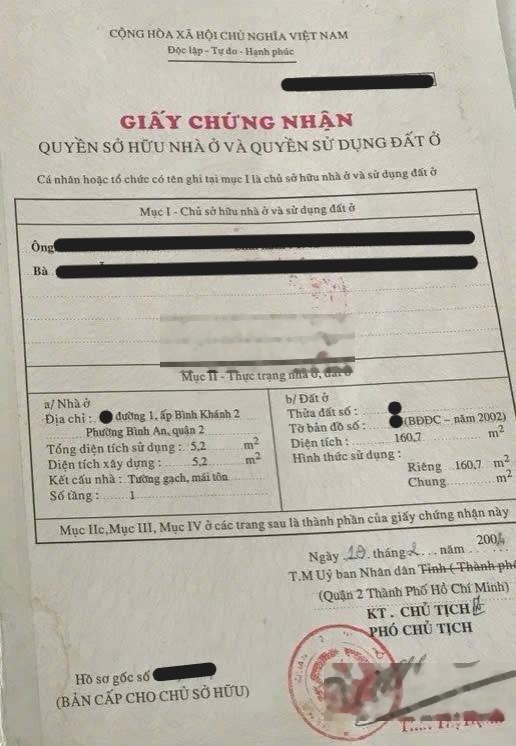 CỘNG HÒA XÃ HỘI CHỦ NGHĨA VIỆT NAM
Độc lập - Tự do - Hạnh phúc
GIẤY CHỨNG NHẬN
QUYỀN SỞ HỮU NHÀ Ở VÀ QUYỀN SỬ DỤNG ĐẤT Ở
Cá nhân hoặc tổ chức có tên ghi tại mục I là chủ sở hữu nhà ở và sử dụng đất ở
Mục I - Chủ sở hữu nhà ở và sử dụng đất ở
Ông
Bà
Mục II - Thực trạng nhà ở, đất ở
a/ Nhà ở
Địa chỉ : đường 1, ấp Bình Khánh 2
Phường Bình An, quận 2
Tổng diện tích sử dụng : 5,2 m²
Diện tích xây dựng : 5,2 m²
Kết cấu nhà : Tường gạch, mái tôn
Số tầng : 1
b/ Đất ở
Thửa đất số :
Tờ bản đồ số : (BĐĐC – năm 2002)
Diện tích : 160,7 m²
Hình thức sử dụng :
Riêng 160,7 m²
Chung m²
Mục IIc,Mục III, Mục IV ở các trang sau là thành phần của giấy chứng nhận này
Ngày tháng 2 năm 2004
T.M Uỷ ban Nhân dân Tỉnh ( Thành phố
(Quận 2 Thành Phố Hồ Chí Minh)
KT . CHỦ TỊCH
PHÓ CHỦ TỊCH
Hồ sơ gốc số
(BẢN CẤP CHO CHỦ SỞ HỮU)